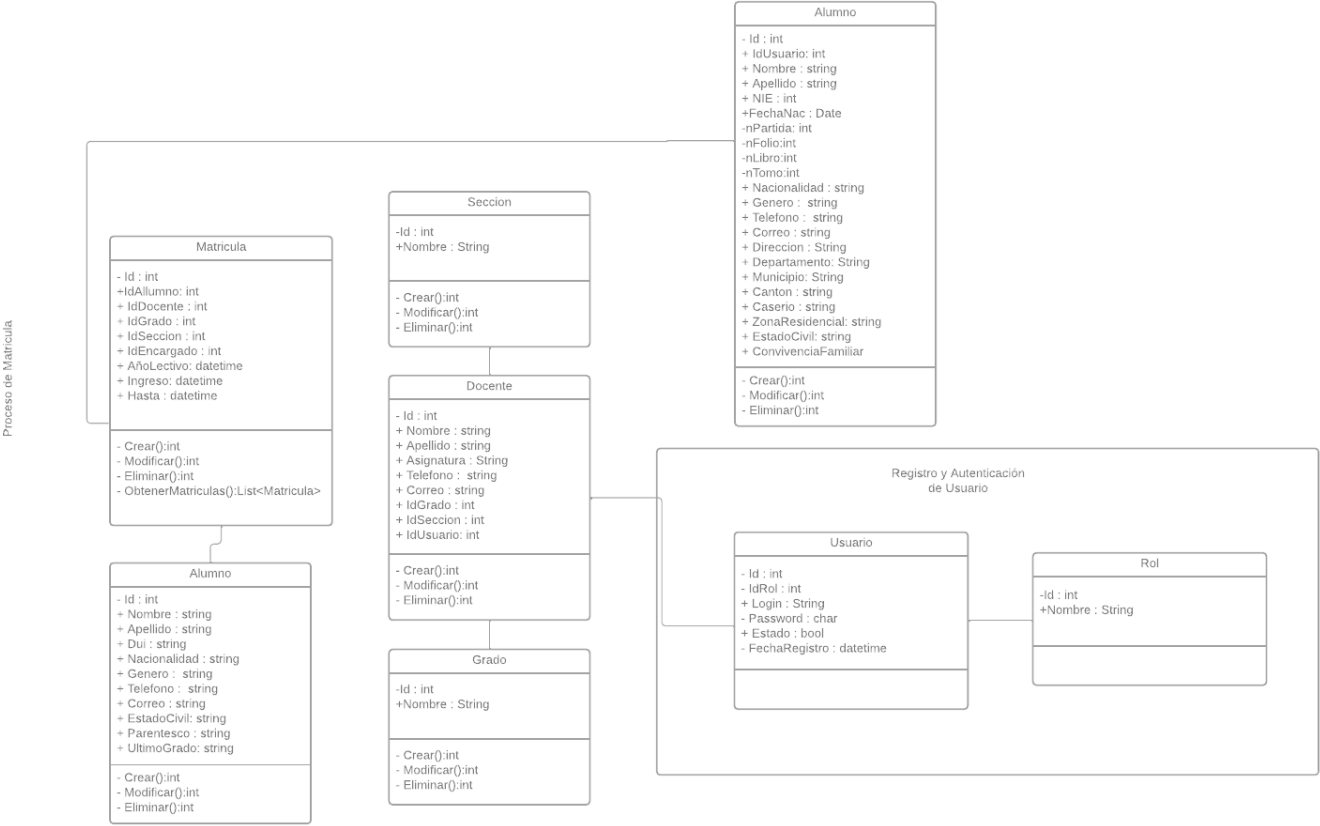 Proceso de Matricula
Alumno
- Id : int
+ IdUsuario: int
+ Nombre : string
+ Apellido : string
+ NIE : int
+FechaNac : Date
-nPartida: int
-nFolio:int
-nLibro:int
-nTomo:int
+ Nacionalidad : string
+ Genero :  string
+ Telefono :  string
+ Correo : string
+ Direccion : String
+ Departamento: String
+ Municipio: String
+ Canton : string
+ Caserio : string
+ ZonaResidencial: string
+ EstadoCivil: string
+ ConvivenciaFamiliar
- Crear():int
- Modificar():int
- Eliminar():int
Matricula
- Id : int
+IdAllumno: int
+ IdDocente : int
+ IdGrado : int
+ IdSeccion : int
+ IdEncargado : int
+ AñoLectivo: datetime
+ Ingreso: datetime
+ Hasta : datetime
- Crear():int
- Modificar():int
- Eliminar():int
- ObtenerMatriculas():List<Matricula>
Alumno
- Id : int
+ Nombre : string
+ Apellido : string
+ Dui : string
+ Nacionalidad : string
+ Genero :  string
+ Telefono :  string
+ Correo : string
+ EstadoCivil: string
+ Parentesco : string
+ UltimoGrado: string
- Crear():int
- Modificar():int
- Eliminar():int
Seccion
-Id : int
+Nombre : String
- Crear():int
- Modificar():int
- Eliminar():int
Docente
- Id : int
+ Nombre : string
+ Apellido : string
+ Asignatura : String
+ Telefono :  string
+ Correo : string
+ IdGrado : int
+ IdSeccion : int
+ IdUsuario: int
- Crear():int
- Modificar():int
- Eliminar():int
Grado
-Id : int
+Nombre : String
- Crear():int
- Modificar():int
- Eliminar():int
Registro y Autenticación
de Usuario
Usuario
- Id : int
- IdRol : int
+ Login : String
- Password : char
+ Estado : bool
- FechaRegistro : datetime
Rol
-Id : int
+Nombre : String